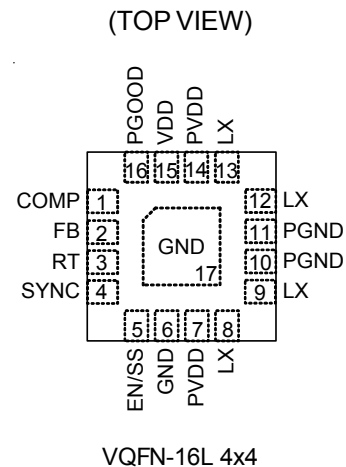 (TOP VIEW)
PGOOD VDD PVDD LX
16 15 14 13
COMP 1 12 LX
FB 2 11 PGND
GND
RT 3 10 PGND
17
SYNC 4 9 LX
5 6 7 8
EN/SS GND PVDD LX
VQFN-16L 4x4